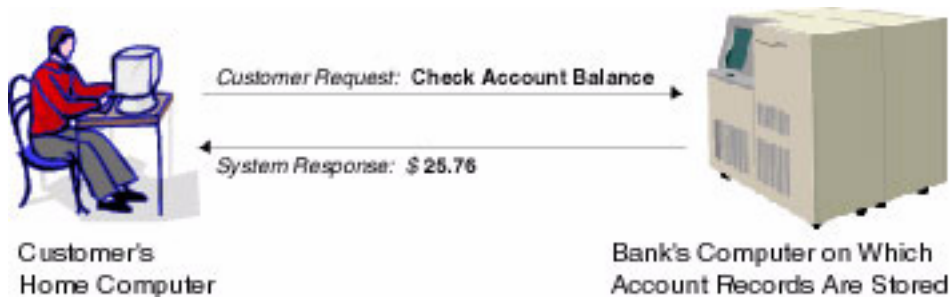 Customer Request: Check Account Balance
System Response: $ 25.76
Customer's
Home Computer
Bank's Computer on Which
Account Records Are Stored